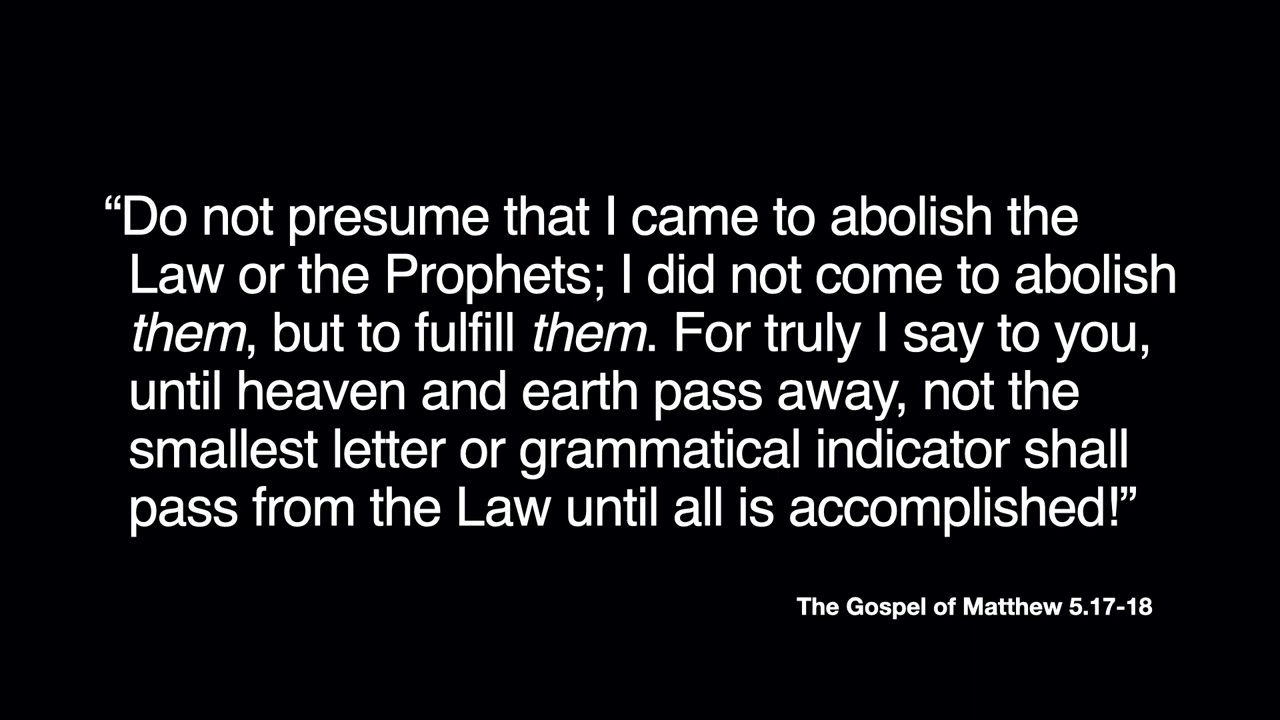 “Do not presume that I came to abolish the
Law or the Prophets; I did not come to abolish
them, but to fulfill them. For truly I say to you,
until heaven and earth pass away, not the
smallest letter or grammatical indicator shall
pass from the Law until all is accomplished!”
The Gospel of Matthew 5.17-18